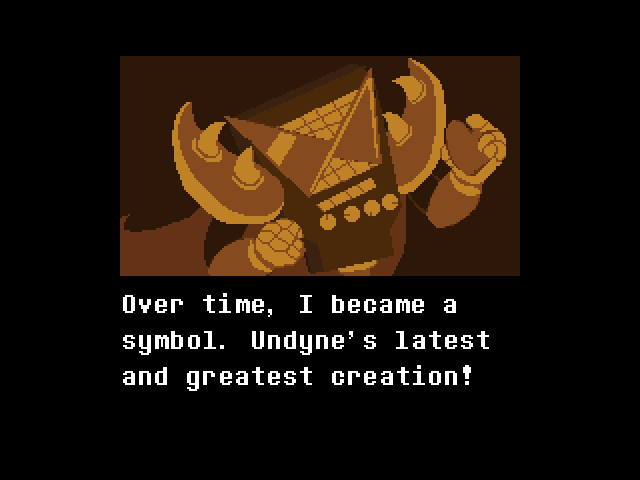 Over time, I became a
symbol. Undyne's latest
and greatest creation!